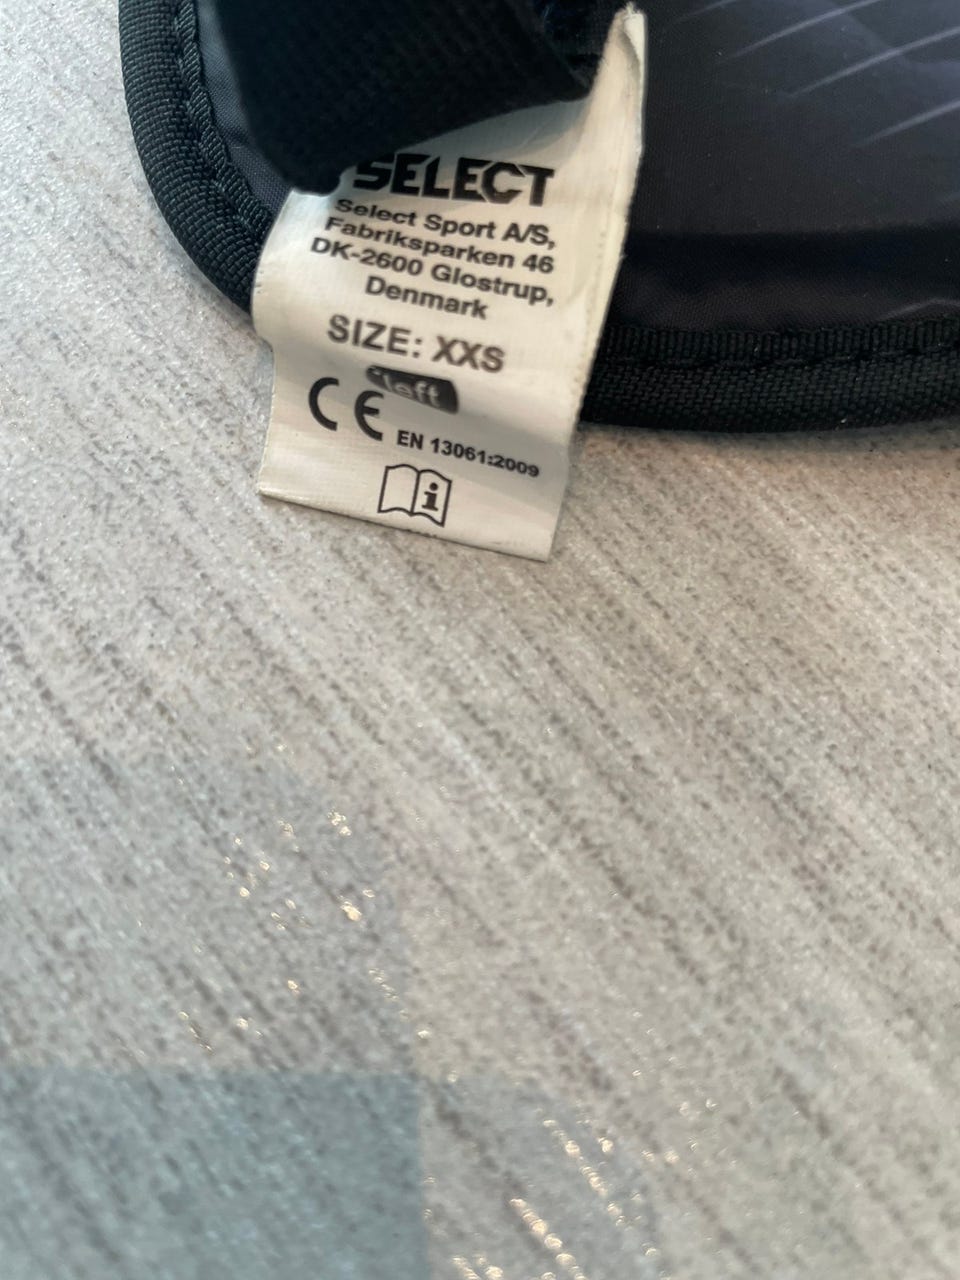 SELECT
Select Sport A/S,
Fabriksparken 46
DK-2600 Glostrup,
Denmark
SIZE: XXS
left
CE
EN 13061:2009
i